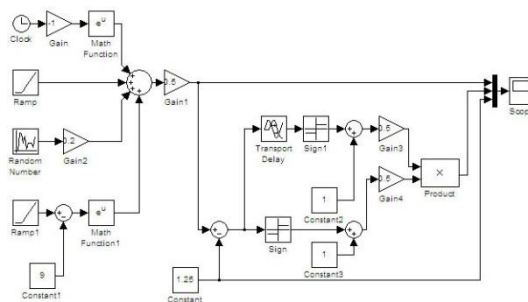 -1
Clock
Gain
e^u
Math
Function
Ramp
0.5
Gain1
Random
Number
0.2
Gain2
Ramp1
e^u
Math
Function1
9
Constant1
Transport
Delay
Sign1
0.5
Gain3
1
Constant2
×
Product
0.5
Gain4
Sign
1
Constant3
1.25
Constant
Scop